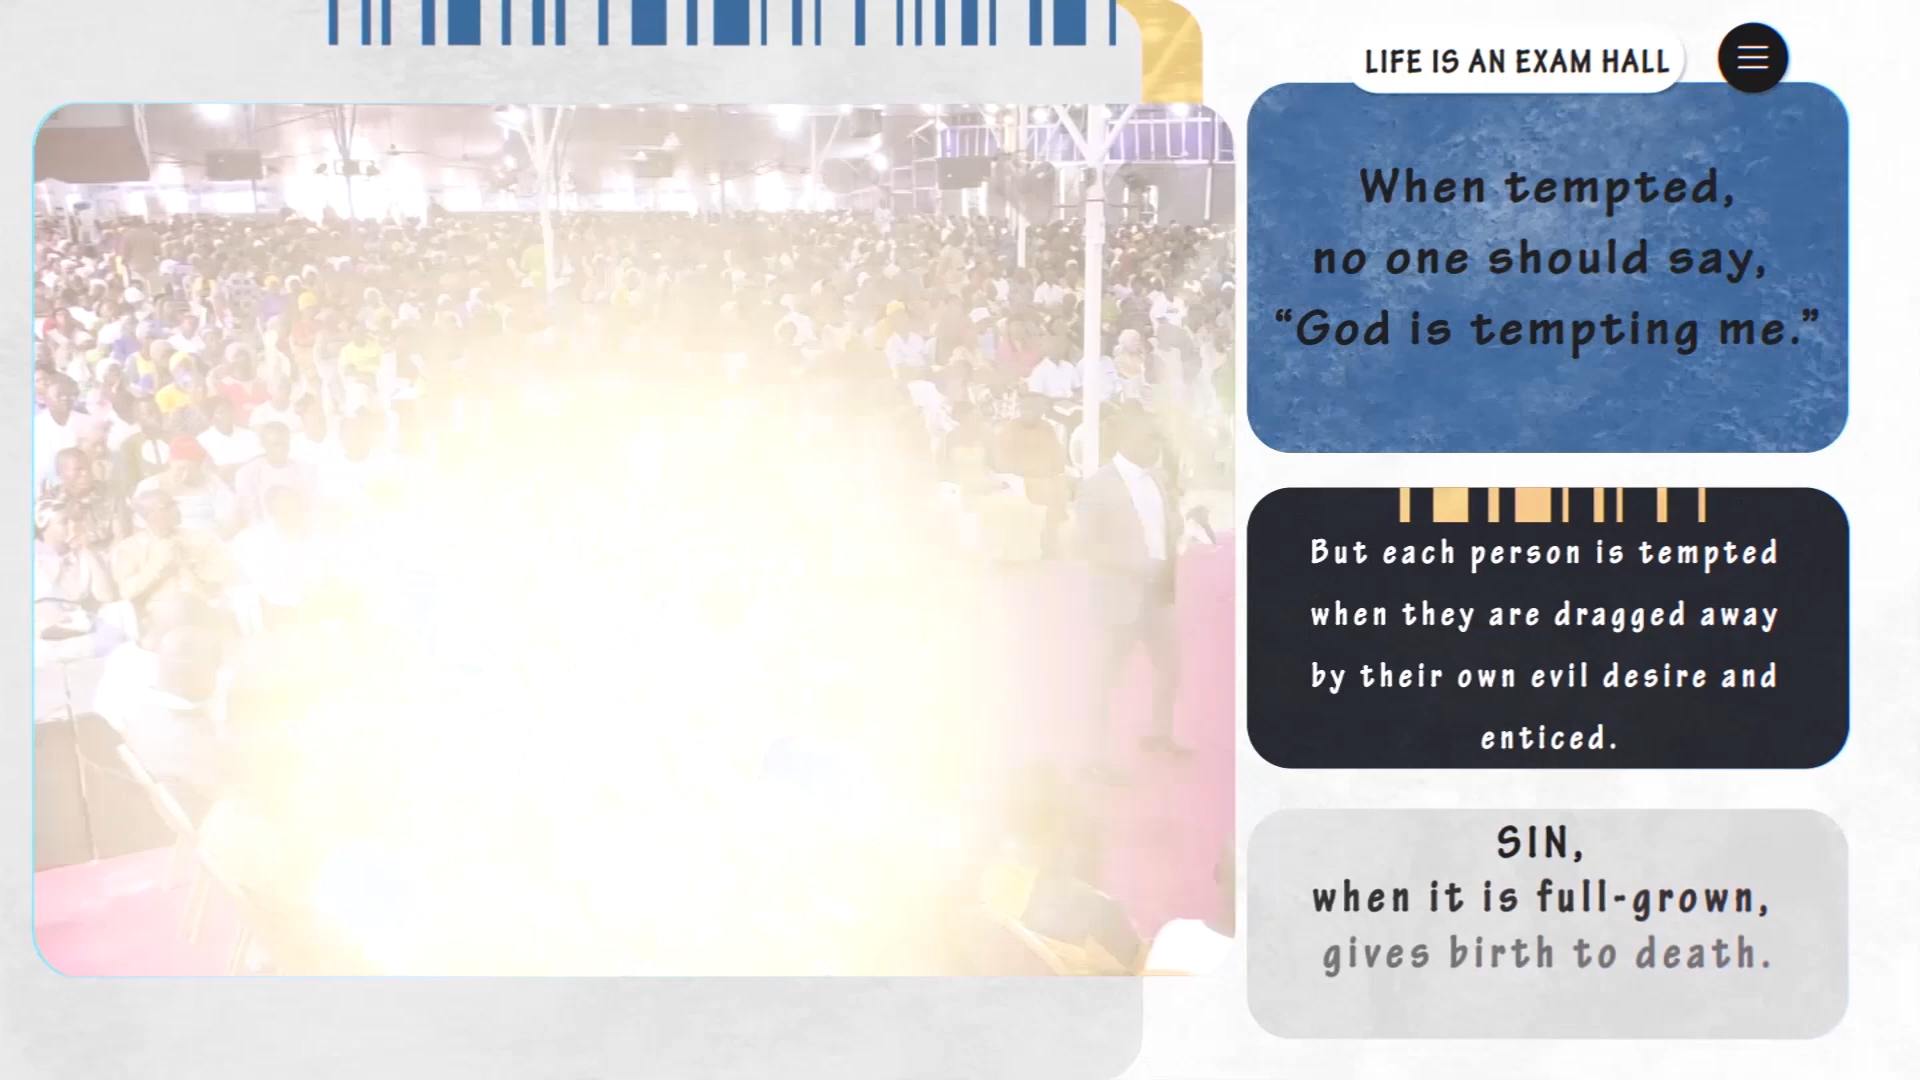 LIFE IS AN EXAM HALL
When tempted,
no one should say,
“God is tempting me.”
But each person is tempted
when they are dragged away
by their own evil desire and
enticed.
SIN,
when it is full-grown,
gives birth to death.